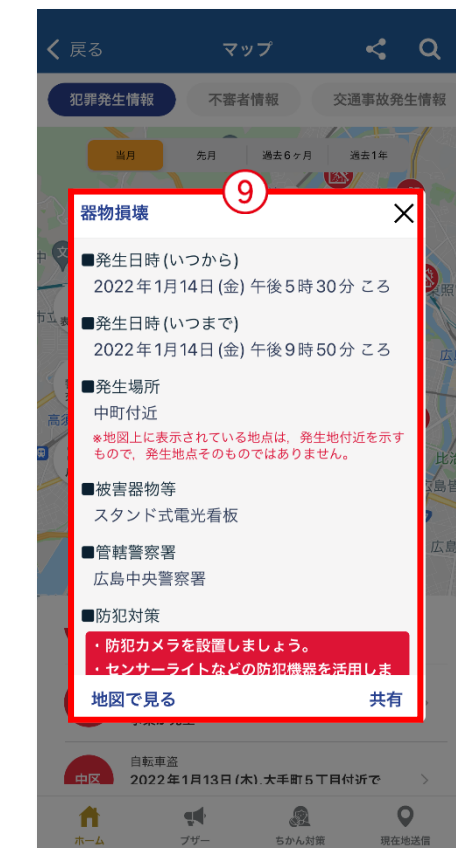 戻る
マップ
犯罪発生情報
不審者情報
交通事故発生情報
当月
先月
過去6ヶ月
過去1年
⑨
器物損壊
■発生日時(いつから)
2022年1月14日(金) 午後5時30分 ころ
■発生日時(いつまで)
2022年1月14日(金) 午後9時50分 ころ
■発生場所
中町付近
※地図上に表示されている地点は，発生地付近を示す
もので，発生地点そのものではありません。
■被害器物等
スタンド式電光看板
■管轄警察署
広島中央警察署
■防犯対策
・防犯カメラを設置しましょう。
・センサーライトなどの防犯機器を活用しま
地図で見る
共有
自転車盗
中区
2022年1月13日(木),大手町5丁目付近で
ホーム
ブザー
ちかん対策
現在地送信